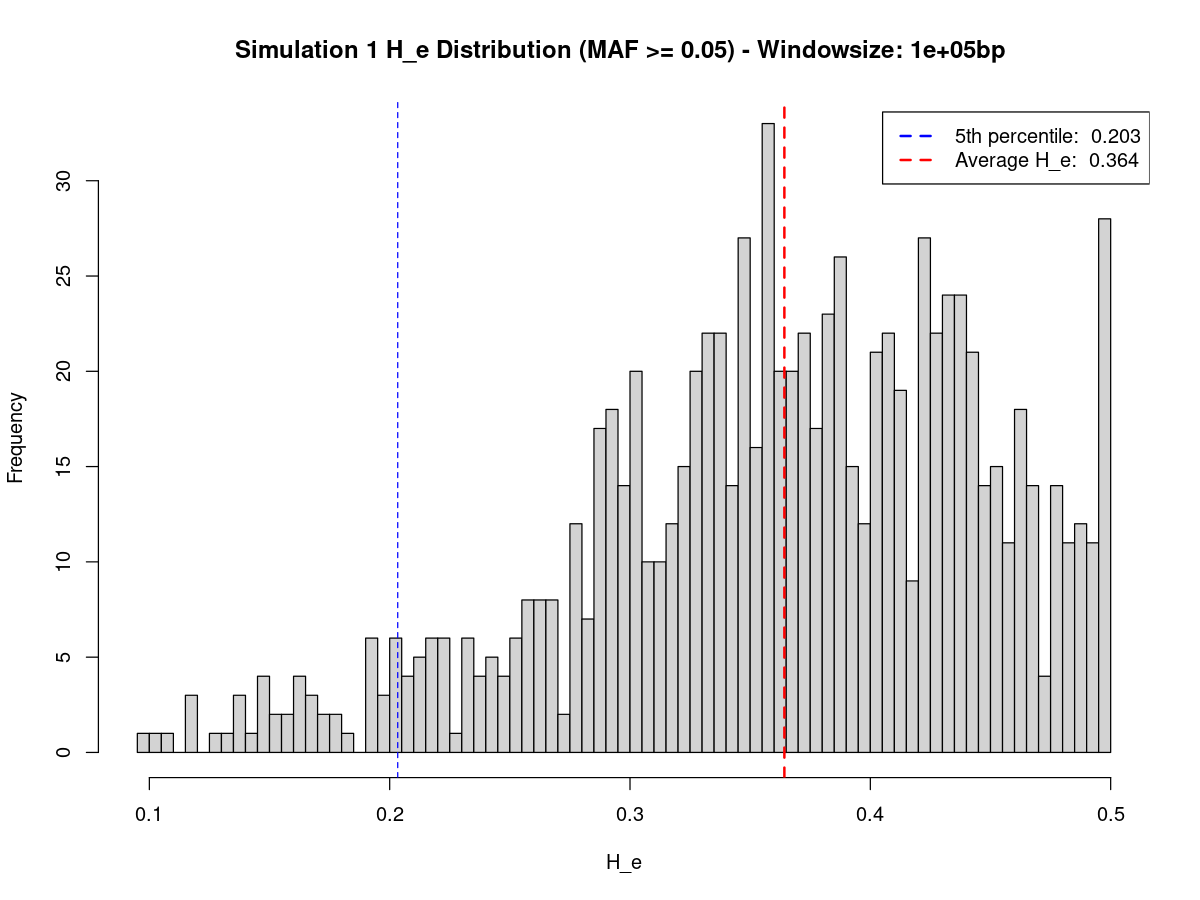 Simulation 1 H_e Distribution (MAF >= 0.05) - Windowsize: 1e+05bp
5th percentile:  0.203
Average H_e:  0.364
Frequency
30
25
20
15
10
5
0
0.1 0.2 0.3 0.4 0.5
H_e